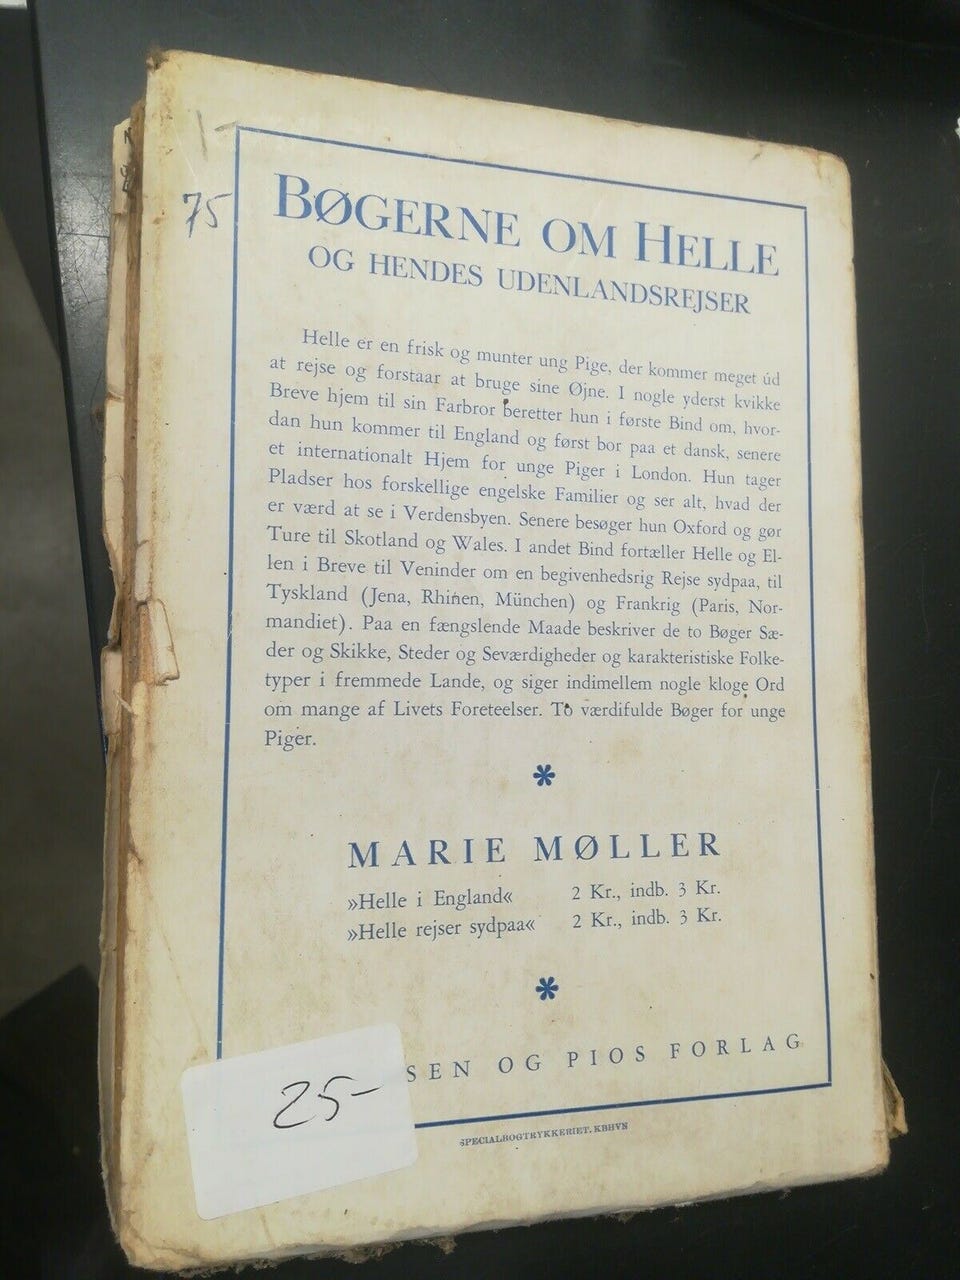 75
BØGERNE OM HELLE
OG HENDES UDENLANDSREJSER
Helle er en frisk og munter ung Pige, der kommer meget úd
at rejse og forstaar at bruge sine Øjne. I nogle yderst kvikke
Breve hjem til sin Farbror beretter hun i første Bind om, hvor-
dan hun kommer til England og først bor paa et dansk, senere
et internationalt Hjem for unge Piger i London. Hun tager
Pladser hos forskellige engelske Familier og ser alt, hvad der
er værd at se i Verdensbyen. Senere besøger hun Oxford og gør
Ture til Skotland og Wales. I andet Bind fortæller Helle og El-
len i Breve til Veninder om en begivenhedsrig Rejse sydpaa, til
Tyskland (Jena, Rhinen, München) og Frankrig (Paris, Nor-
mandiet). Paa en fængslende Maade beskriver de to Bøger Sæ-
der og Skikke, Steder og Seværdigheder og karakteristiske Folke-
typer i fremmede Lande, og siger indimellem nogle kloge Ord
om mange af Livets Foreteelser. To værdifulde Bøger for unge
Piger.
*
MARIE MØLLER
»Helle i England« 2 Kr., indb. 3 Kr.
»Helle rejser sydpaa« 2 Kr., indb. 3 Kr.
*
SEN OG PIOS FORLAG
25-
SPECIALBOGTRYKKERIET. KBHVN